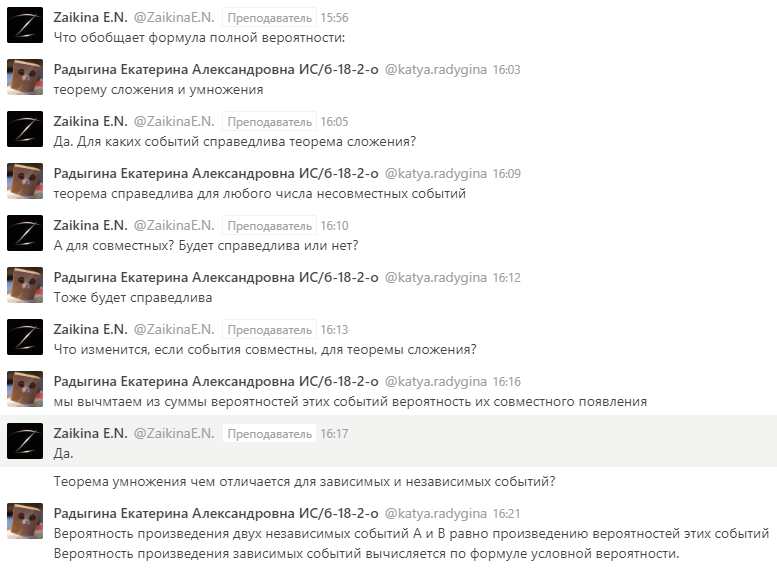 Zaikina E.N. @ZaikinaE.N. Преподаватель 15:56
Что обобщает формула полной вероятности:
Радыгина Екатерина Александровна ИС/б-18-2-о @katya.radygina 16:03
теорему сложения и умножения
Zaikina E.N. @ZaikinaE.N. Преподаватель 16:05
Да. Для каких событий справедлива теорема сложения?
Радыгина Екатерина Александровна ИС/б-18-2-о @katya.radygina 16:09
теорема справедлива для любого числа несовместных событий
Zaikina E.N. @ZaikinaE.N. Преподаватель 16:10
А для совместных? Будет справедлива или нет?
Радыгина Екатерина Александровна ИС/б-18-2-о @katya.radygina 16:12
Тоже будет справедлива
Zaikina E.N. @ZaikinaE.N. Преподаватель 16:13
Что изменится, если события совместны, для теоремы сложения?
Радыгина Екатерина Александровна ИС/б-18-2-о @katya.radygina 16:16
мы вычмтаем из суммы вероятностей этих событий вероятность их совместного появления
Zaikina E.N. @ZaikinaE.N. Преподаватель 16:17
Да.
Теорема умножения чем отличается для зависимых и независимых событий?
Радыгина Екатерина Александровна ИС/б-18-2-о @katya.radygina 16:21
Вероятность произведения двух независимых событий А и В равно произведению вероятностей этих событий
Вероятность произведения зависимых событий вычисляется по формуле условной вероятности.